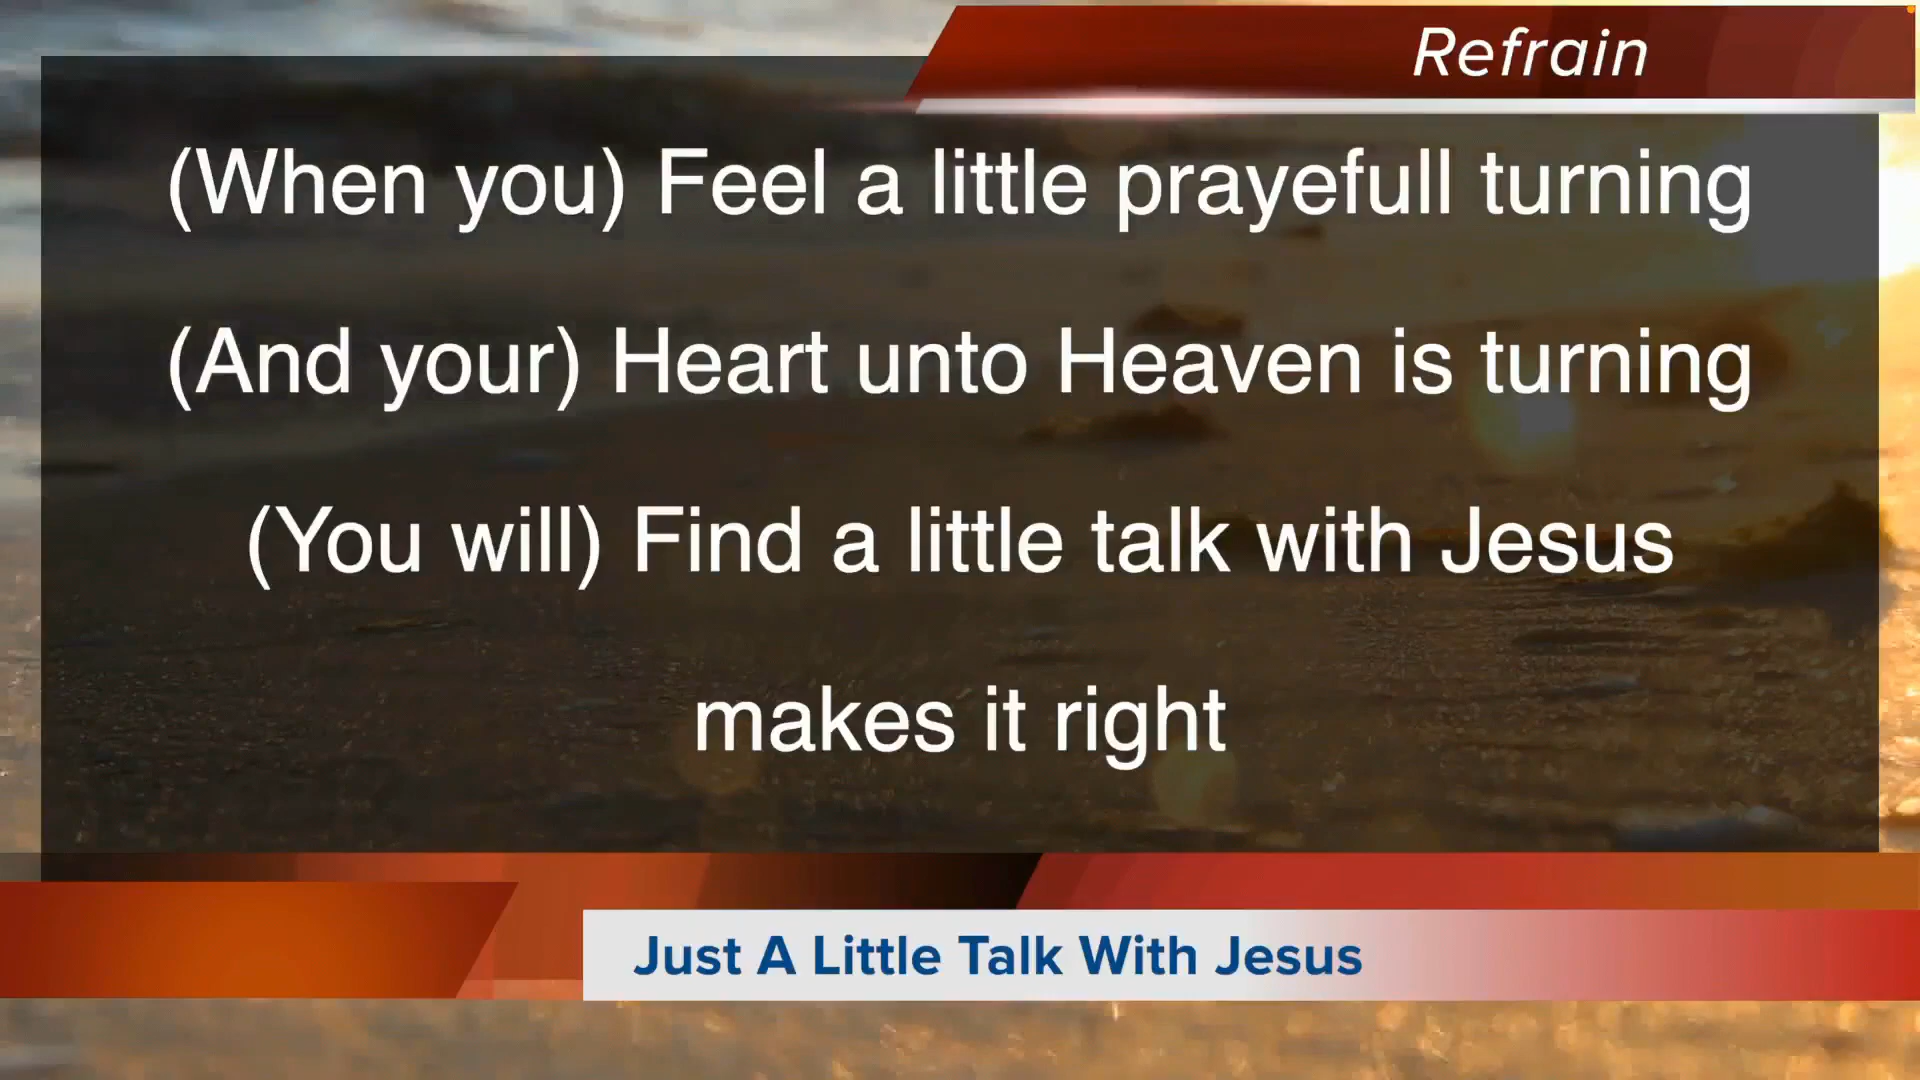 Refrain
(When you) Feel a little prayefull turning
(And your) Heart unto Heaven is turning
(You will) Find a little talk with Jesus
makes it right
Just A Little Talk With Jesus